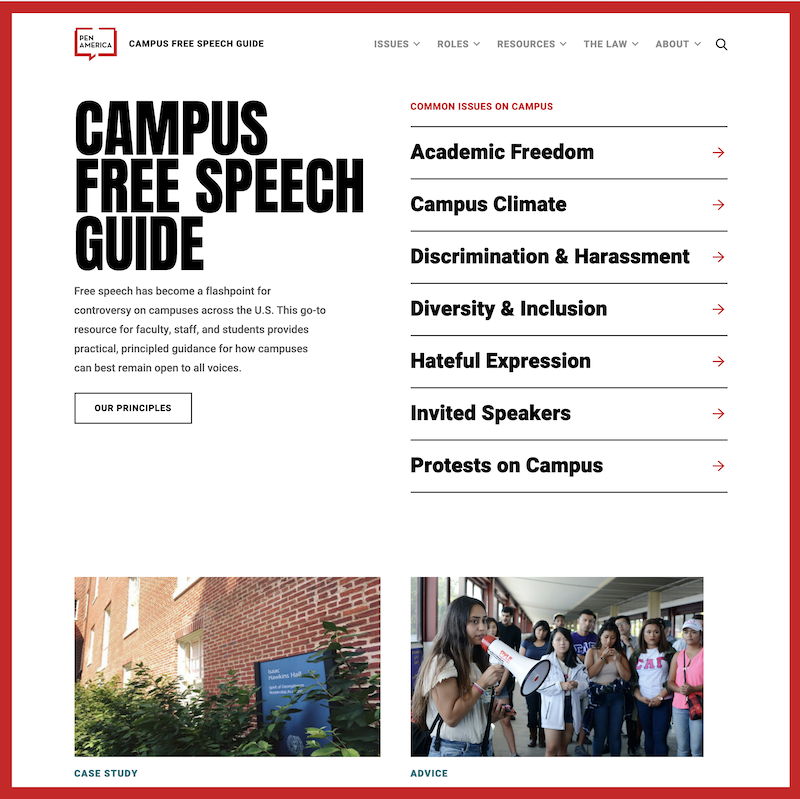 PEN
AMERICA
CAMPUS FREE SPEECH GUIDE
ISSUES
ROLES
RESOURCES
THE LAW
ABOUT
CAMPUS
FREE SPEECH
GUIDE
Free speech has become a flashpoint for
controversy on campuses across the U.S. This go-to
resource for faculty, staff, and students provides
practical, principled guidance for how campuses
can best remain open to all voices.
OUR PRINCIPLES
COMMON ISSUES ON CAMPUS
Academic Freedom
Campus Climate
Discrimination & Harassment
Diversity & Inclusion
Hateful Expression
Invited Speakers
Protests on Campus
Hawkins Hall
CASE STUDY
ADVICE